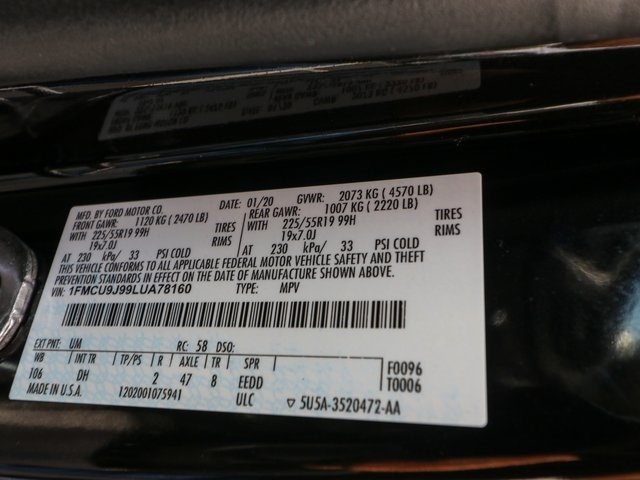 MFD. BY FORD MOTOR CO. DATE: 01/20 GVWR: 2073 KG ( 4570 LB)
FRONT GAWR: 1120 KG ( 2470 LB) REAR GAWR: 1007 KG ( 2220 LB)
WITH 225/55R19 99H TIRES WITH 225/55R19 99H TIRES
19x7.0J RIMS 19x7.0J RIMS
AT 230 kPa/ 33 PSI COLD AT 230 kPa/ 33 PSI COLD
THIS VEHICLE CONFORMS TO ALL APPLICABLE FEDERAL MOTOR VEHICLE SAFETY AND THEFT
PREVENTION STANDARDS IN EFFECT ON THE DATE OF MANUFACTURE SHOWN ABOVE.
VIN: 1FMCU9J99LUA78160 TYPE: MPV
EXT PNT: UM RC: 58 DSO:
WB INT TR TP/PS R AXLE TR SPR
106 DH 2 47 8 EEDD
F0096
T0006
MADE IN U.S.A. 120200107594 ULC ▽ 5U5A-3520472-AA